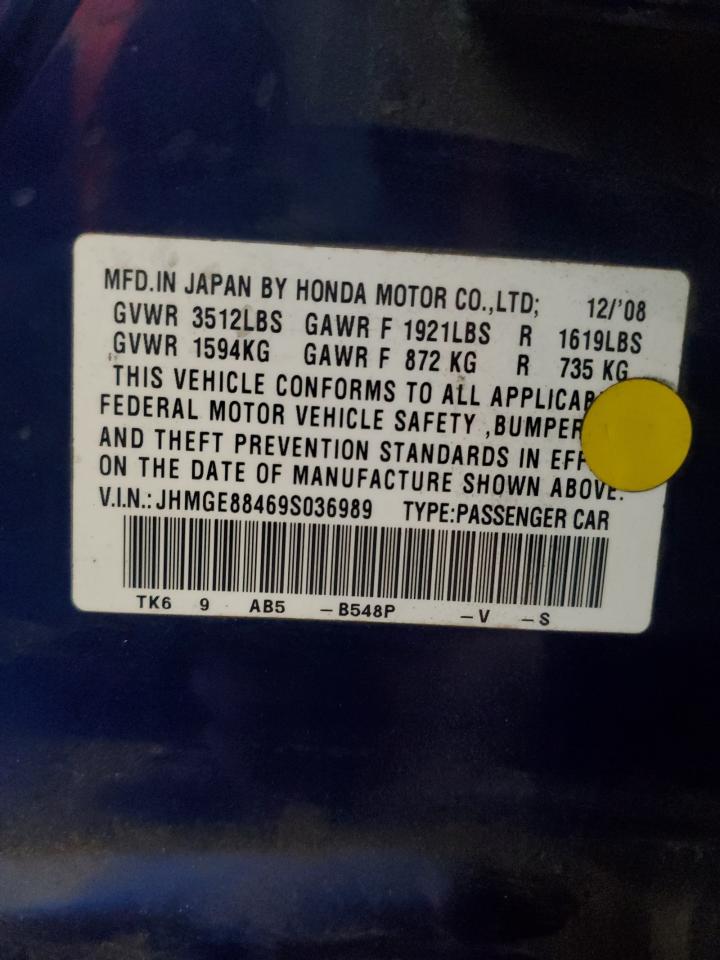 MFD.IN JAPAN BY HONDA MOTOR CO.,LTD; 12/'08
GVWR 3512LBS GAWR F 1921LBS R 1619LBS
GVWR 1594KG GAWR F 872 KG R 735 KG
THIS VEHICLE CONFORMS TO ALL
FEDERAL MOTOR VEHICLE SAFETY ,BUMPER
AND THEFT PREVENTION STANDARDS IN
ON THE DATE OF MANUFACTURE SHOWN ABOVE.
V.I.N.: JHMGE88469S036989 TYPE:PASSENGER CAR
TK6 9 AB5 –B548P –V –S